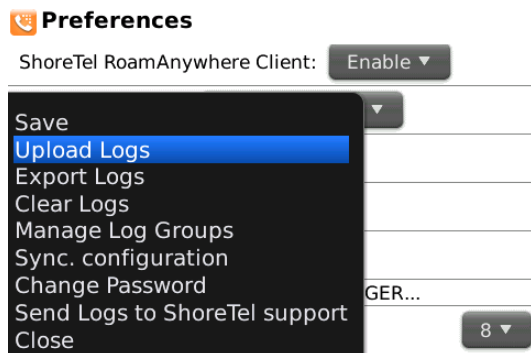 Preferences
ShoreTel RoamAnywhere Client: Enable
Save
Upload Logs
Export Logs
Clear Logs
Manage Log Groups
Sync. configuration
Change Password
GER...
Send Logs to ShoreTel support
8
Close